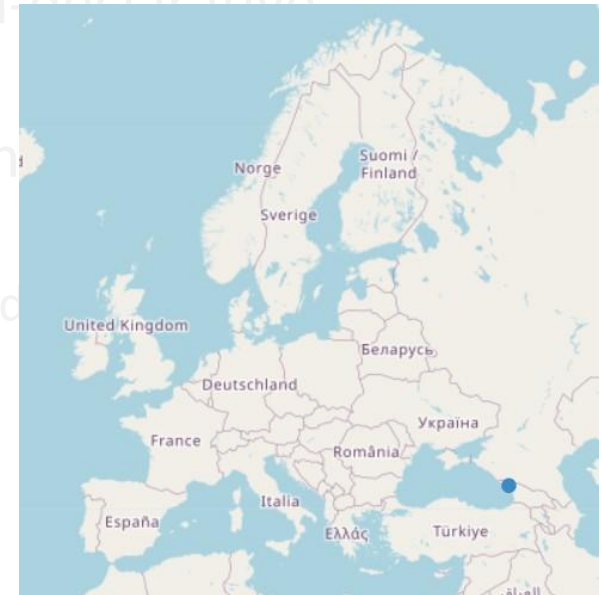 Norge
Suomi /
Finland
Sverige
United Kingdom
Беларусь
Deutschland
Україна
France
România
Italia
España
Ελλάς
Türkiye